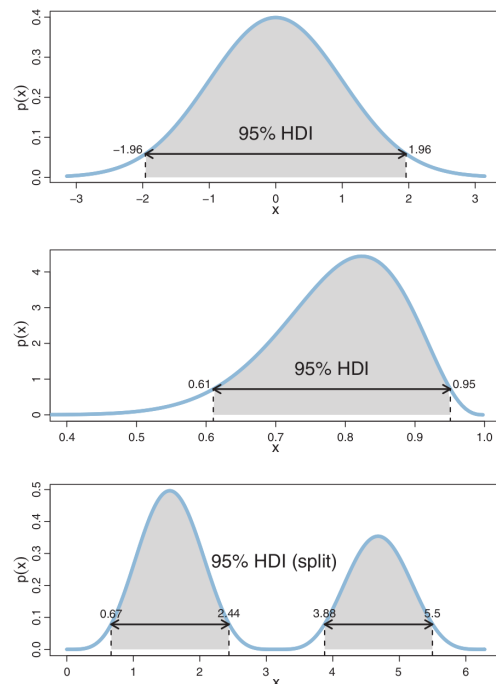 0.4
0.3
0.2
0.1
0.0
p(x)
95% HDI
−1.96 1.96
−3 −2 −1 0 1 2 3
x
4
3
2
1
0
p(x)
95% HDI
0.61 0.95
0.4 0.5 0.6 0.7 0.8 0.9 1.0
x
0.5
0.4
0.3
0.2
0.1
0.0
p(x)
95% HDI (split)
0.67 2.44 3.88 5.5
0 1 2 3 4 5 6
x